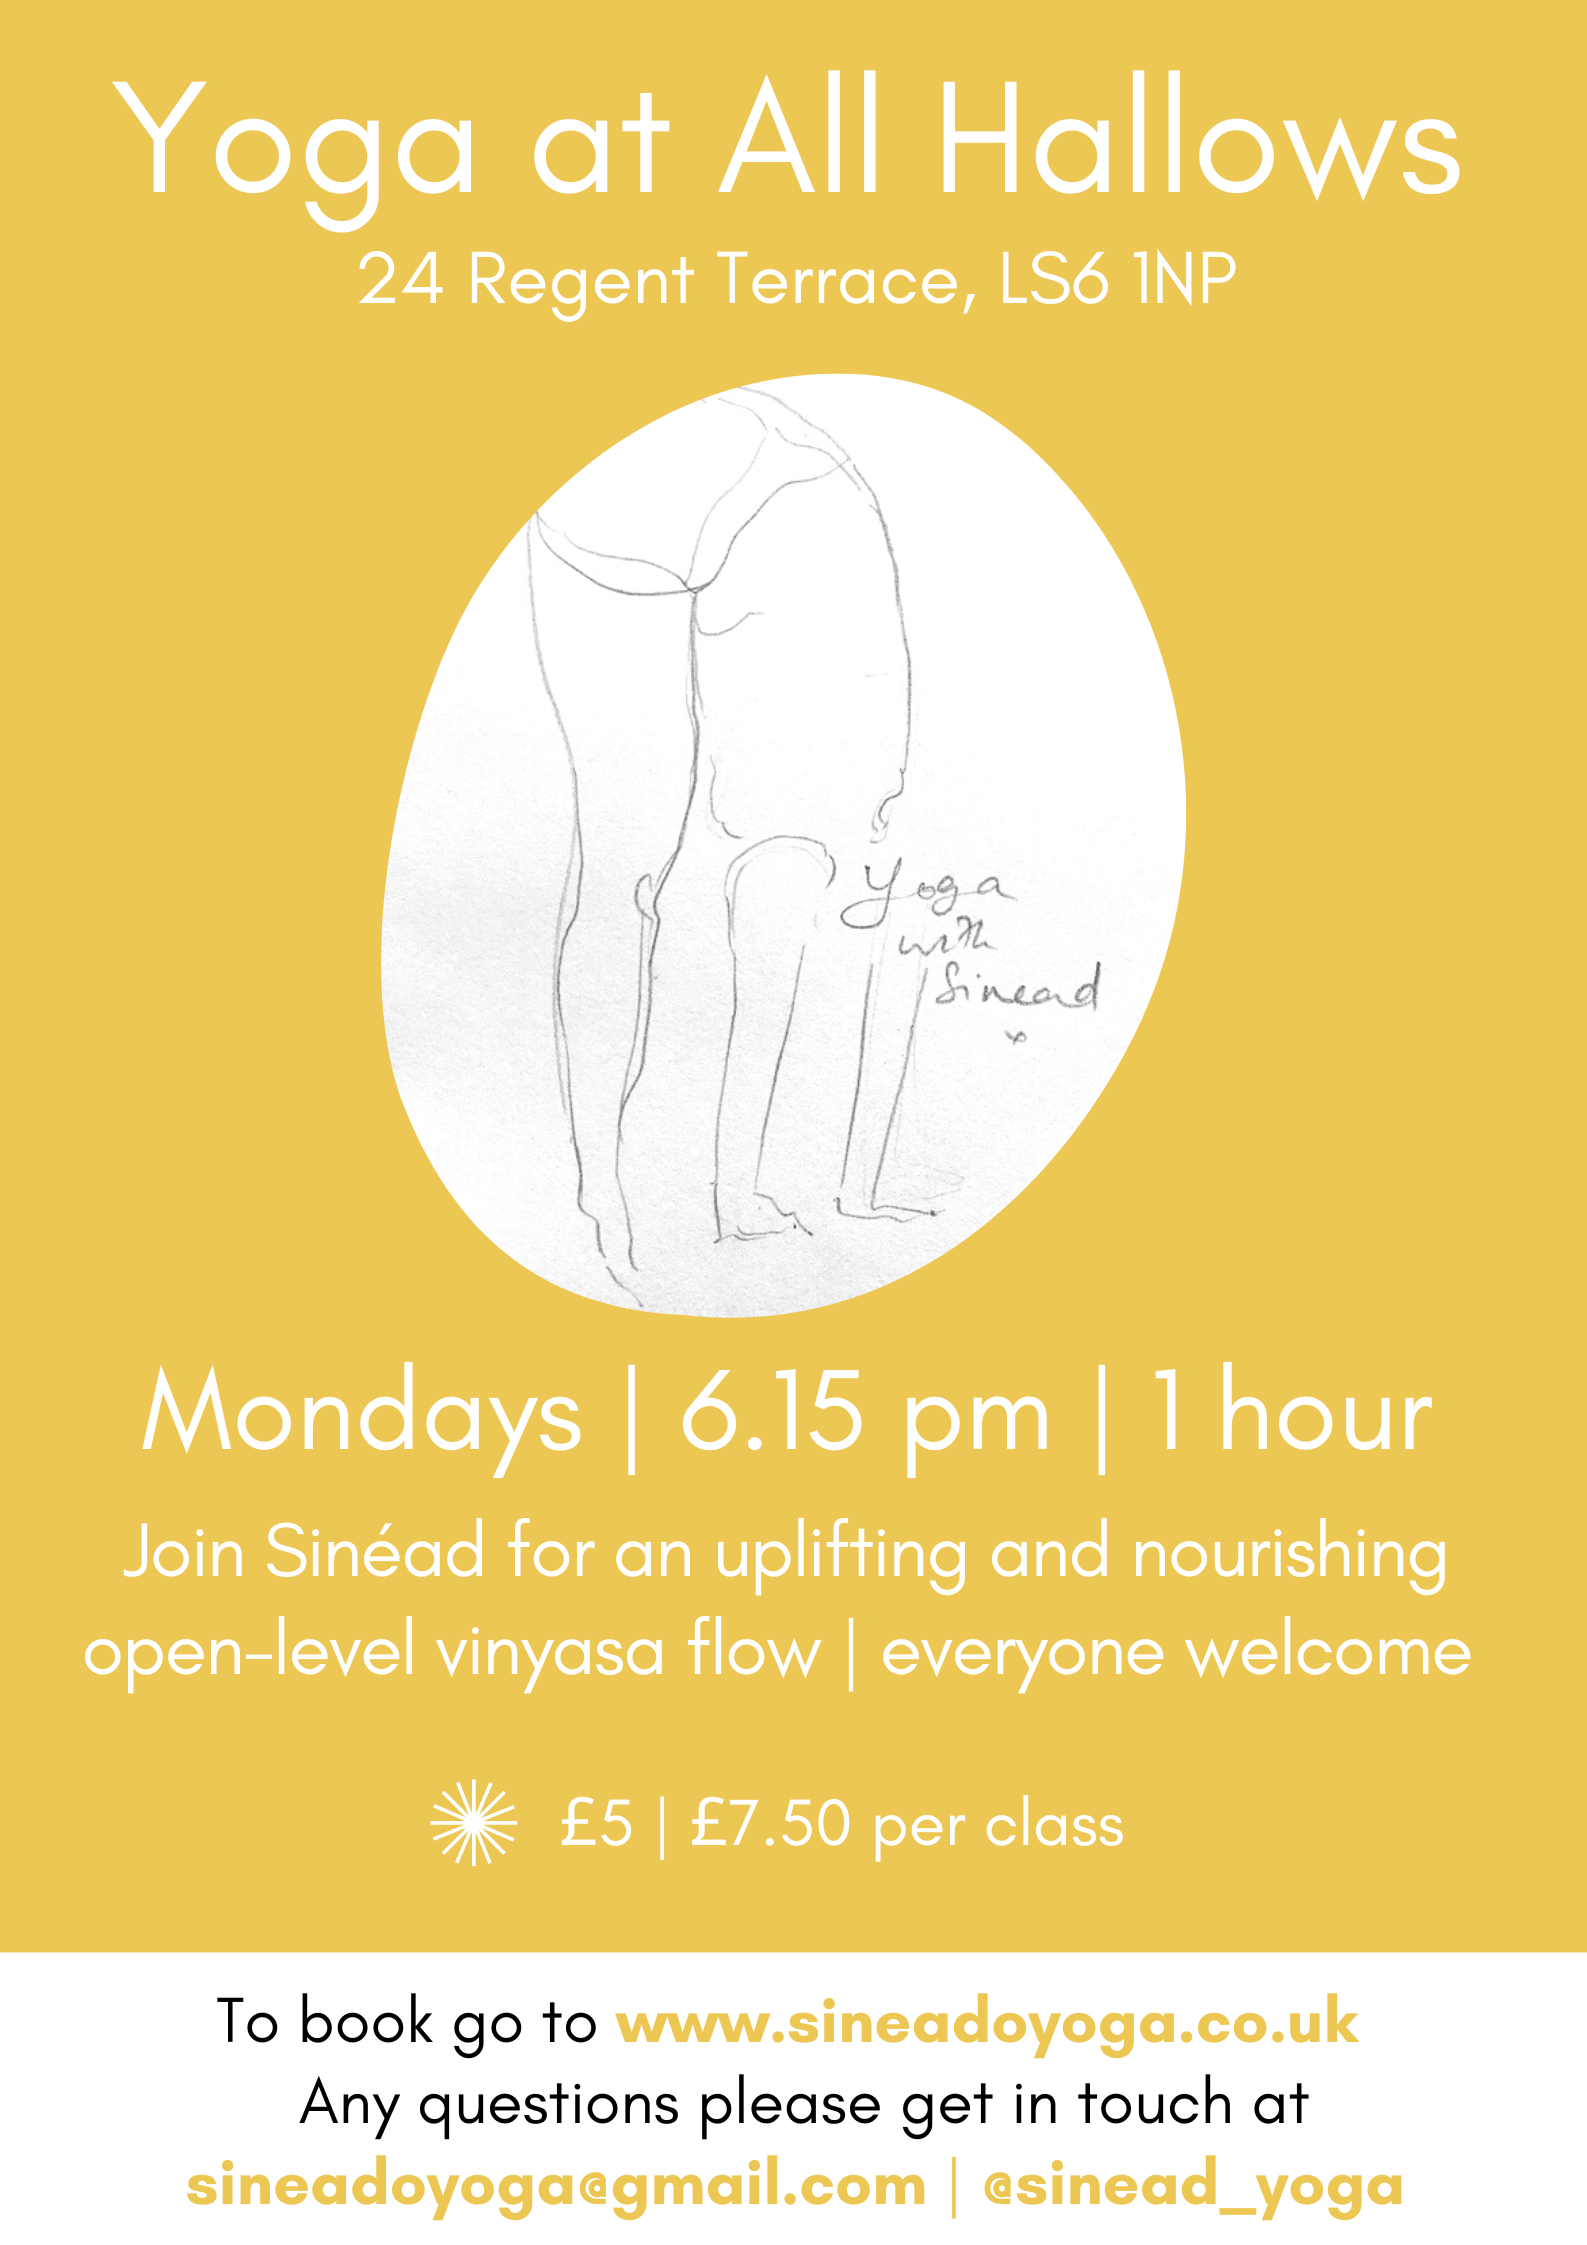 Yoga at All Hallows
24 Regent Terrace, LS6 1NP
Yoga
with
Sinead
x
Mondays | 6.15 pm | 1 hour
Join Sinéad for an uplifting and nourishing
open-level vinyasa flow | everyone welcome
£5 | £7.50 per class
To book go to www.sineadoyoga.co.uk
Any questions please get in touch at
sineadoyoga@gmail.com | @sinead_yoga